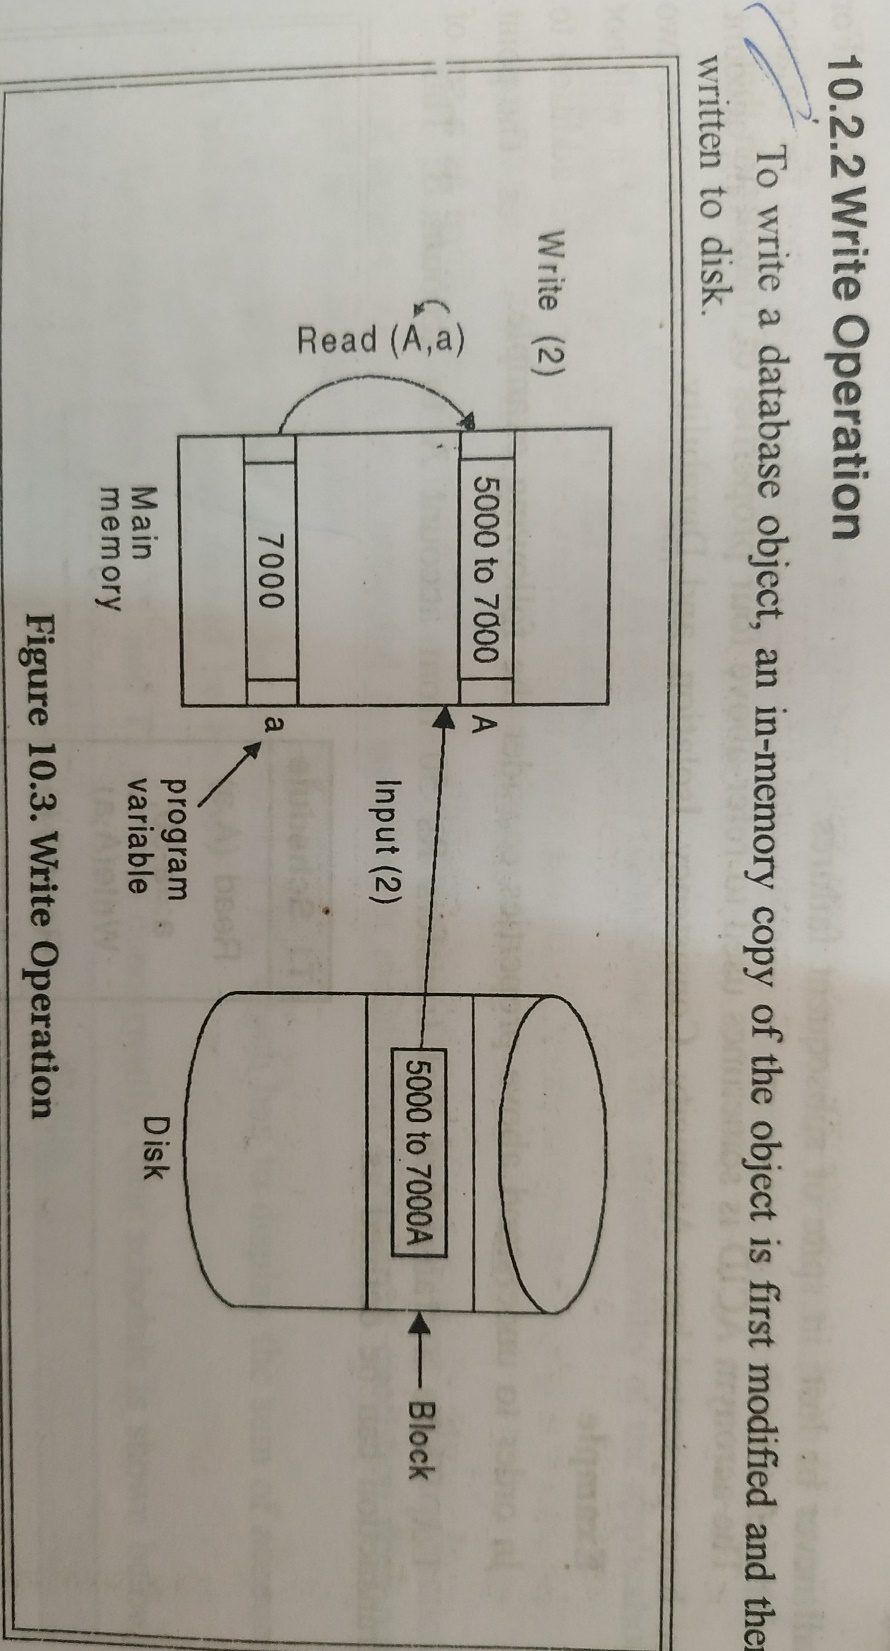 10.2.2 Write Operation
To write a database object, an in-memory copy of the object is first modified and then
written to disk.
Write (2)
Read (A,a)
5000 to 7000
A
7000
a
Main
memory
Input (2)
program
variable
5000 to 7000A
Block
Disk
Figure 10.3. Write Operation